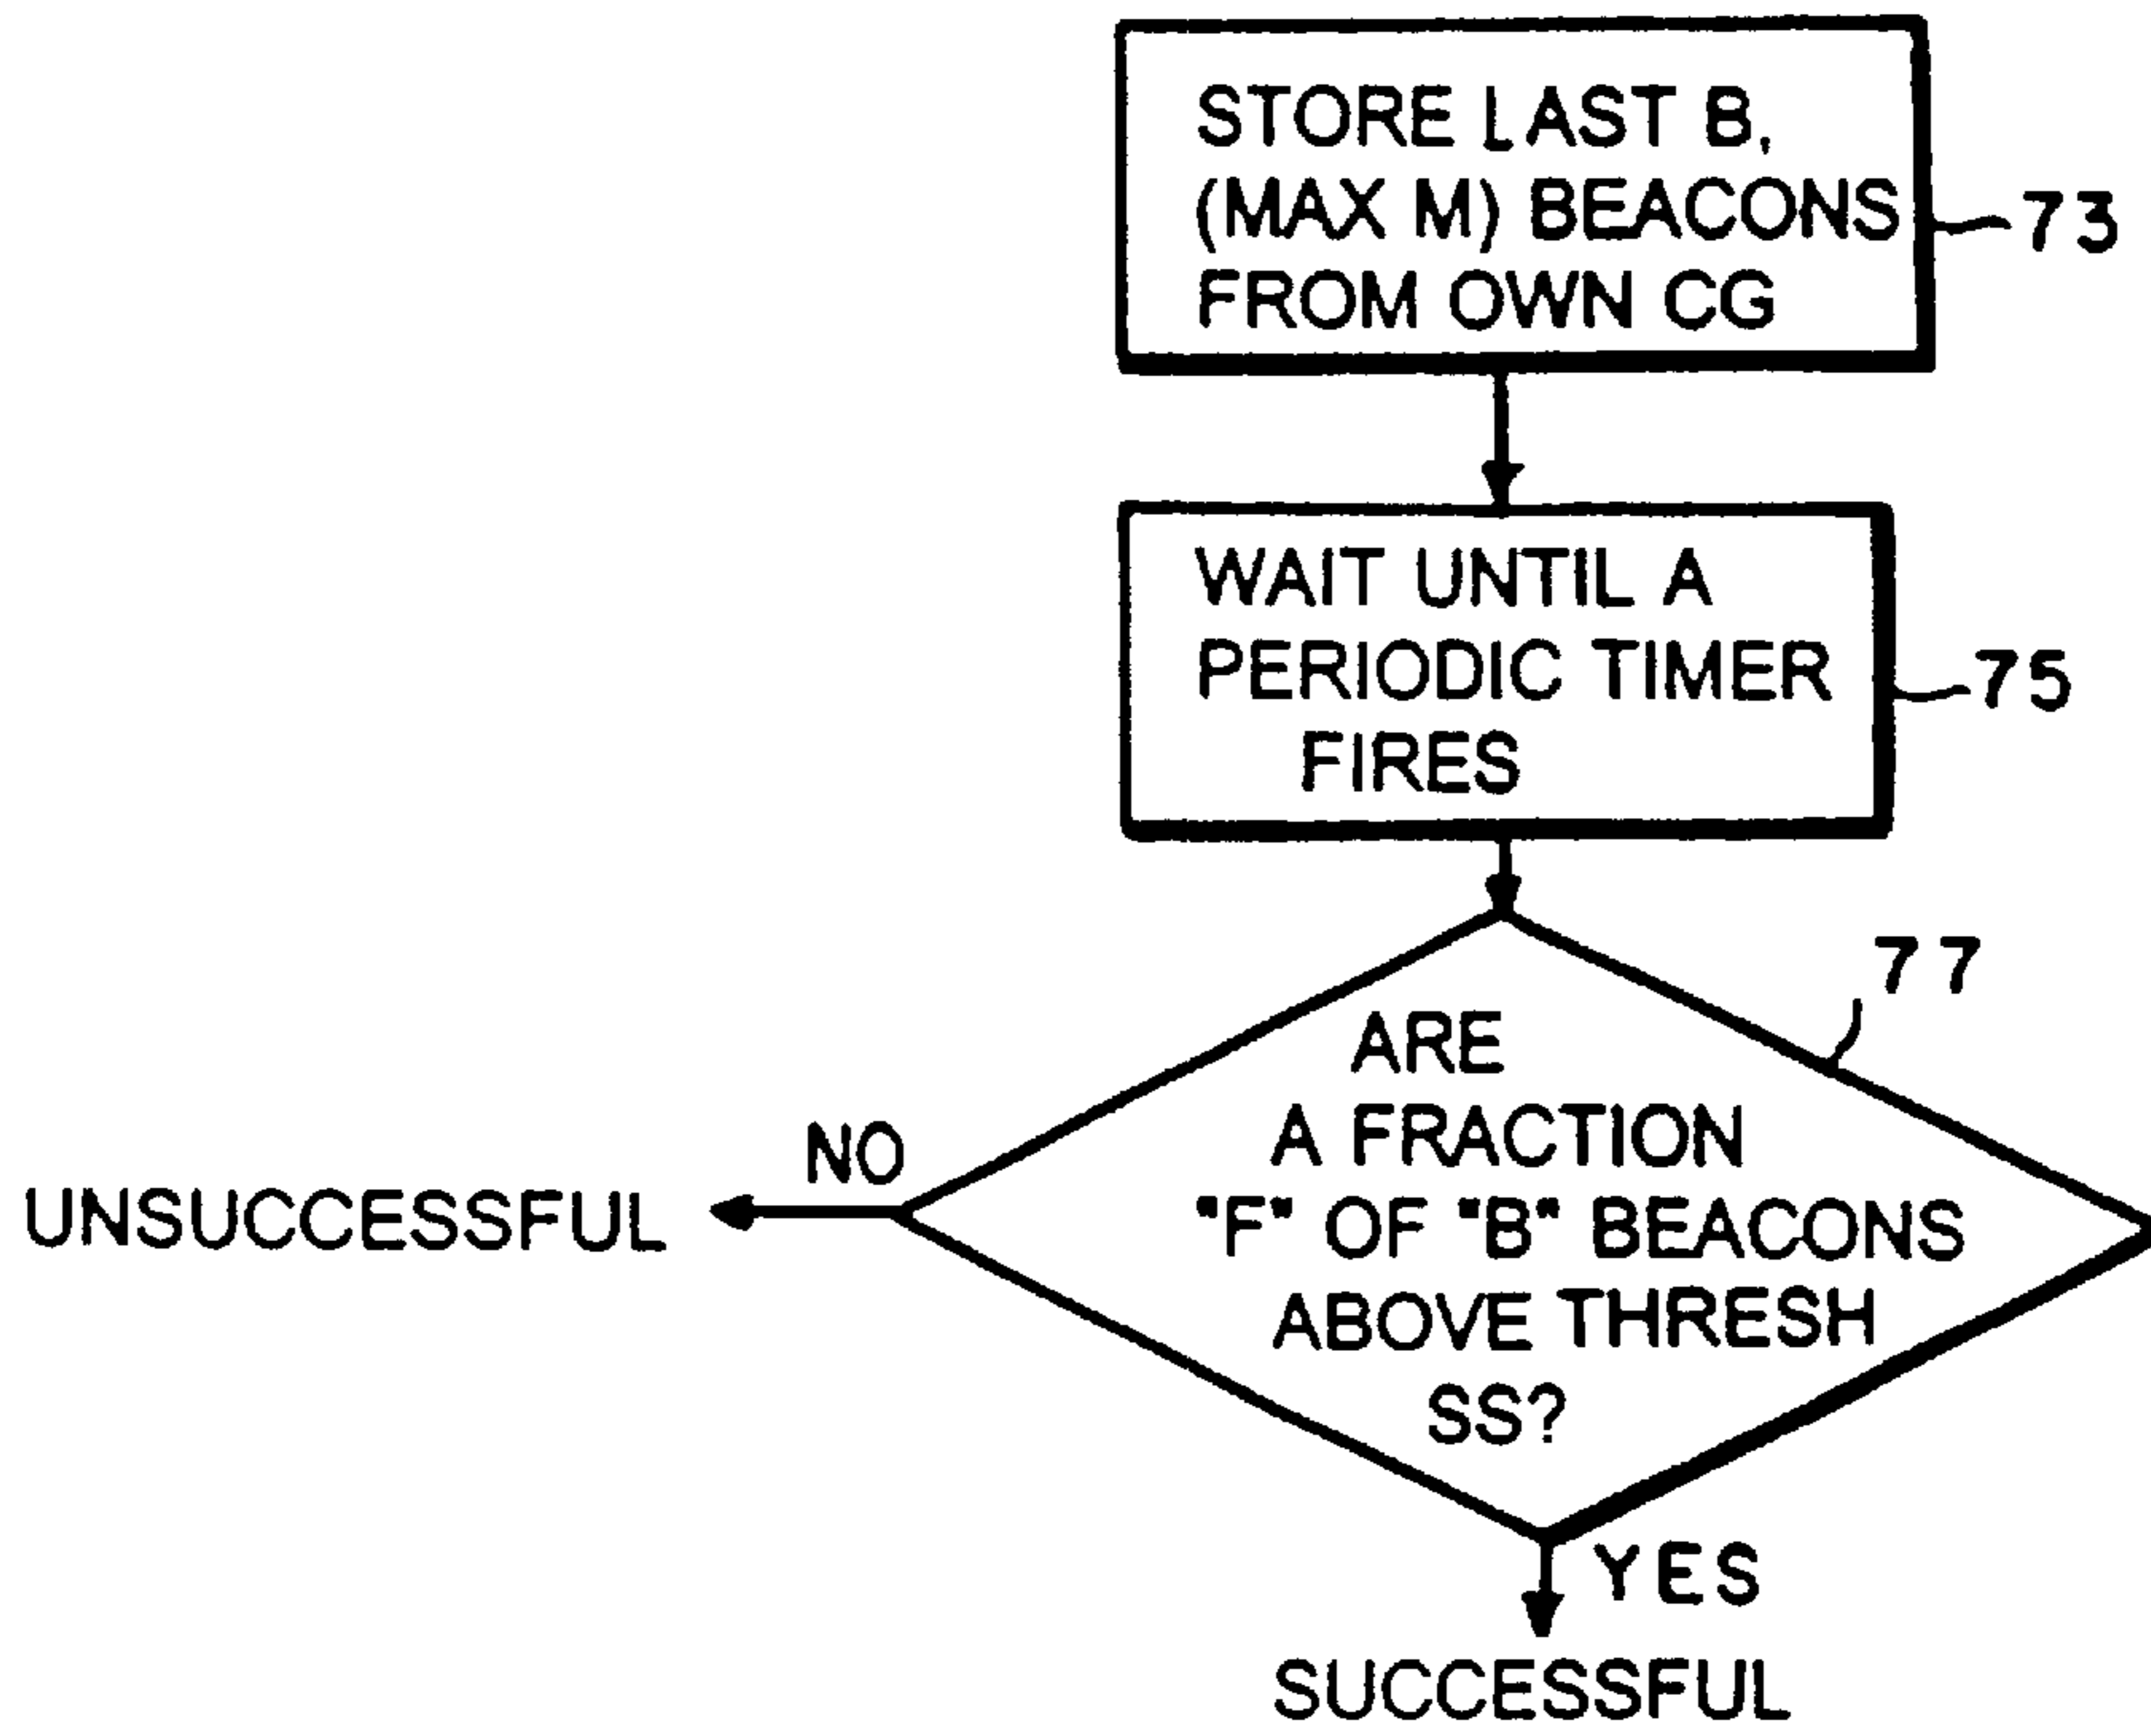 STORE LAST B,
(MAX M) BEACONS
FROM OWN CG
73
WAIT UNTIL A
PERIODIC TIMER
FIRES
75
77
ARE
A FRACTION
"F" OF "B" BEACONS
ABOVE THRESH
SS?
NO
UNSUCCESSFUL
YES
SUCCESSFUL